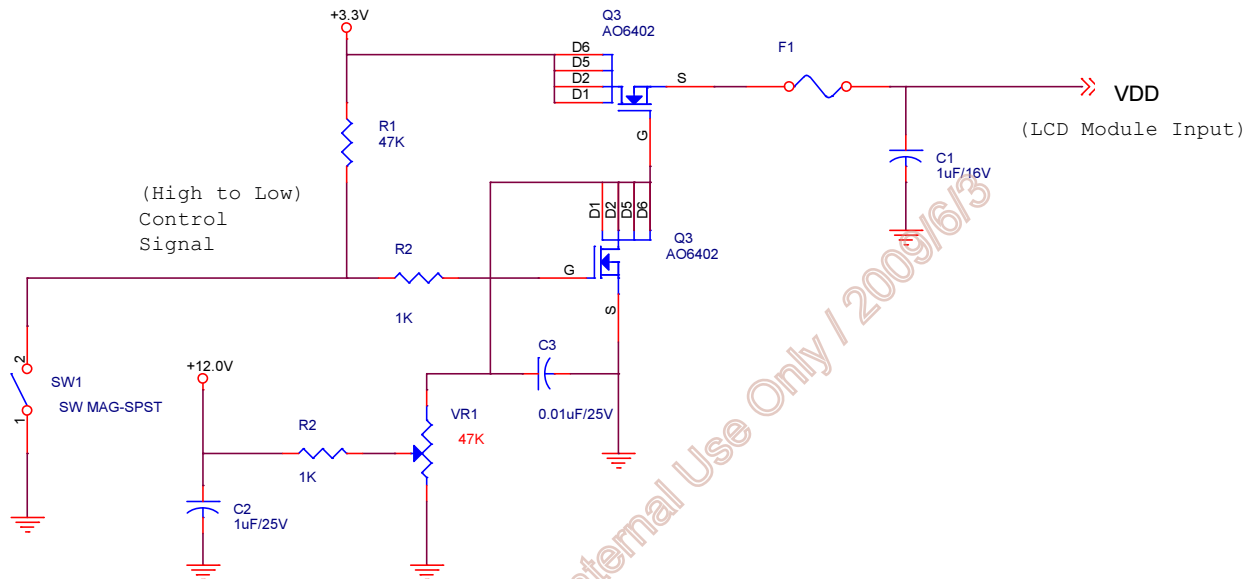 +3.3V
Q3
AO6402
D6
D5
D2
D1
S
G
F1
VDD
(LCD Module Input)
R1
47K
C1
1uF/16V
(High to Low)
Control
Signal
D1
D2
D5
D6
Q3
AO6402
R2
1K
G
S
2
1
SW1
SW MAG-SPST
+12.0V
C3
0.01uF/25V
VR1
47K
R2
1K
C2
1uF/25V
ternal Use Only / 2009/6/3